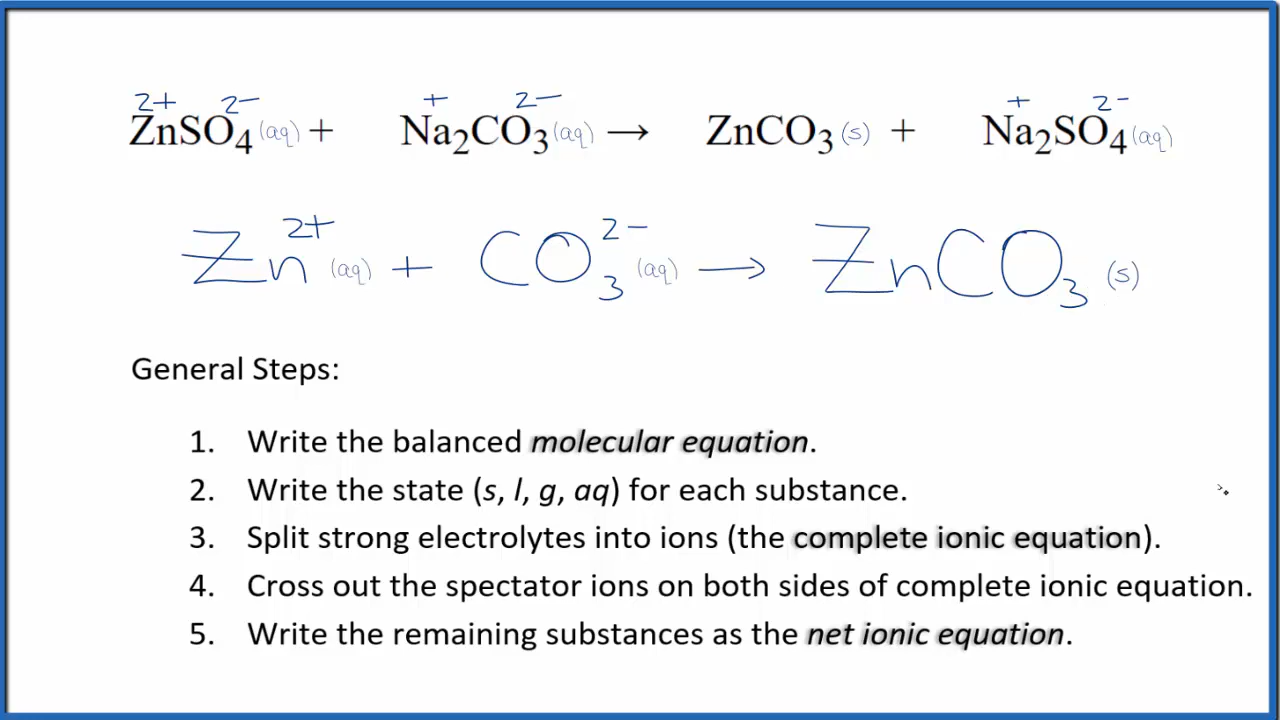 2+ 2− + 2− + 2−
ZnSO₄(aq) + Na₂CO₃(aq) → ZnCO₃(s) + Na₂SO₄(aq)
Zn²⁺(aq) + CO₃²⁻(aq) → ZnCO₃(s)
General Steps:
1. Write the balanced molecular equation.
2. Write the state (s, l, g, aq) for each substance.
3. Split strong electrolytes into ions (the complete ionic equation).
4. Cross out the spectator ions on both sides of complete ionic equation.
5. Write the remaining substances as the net ionic equation.